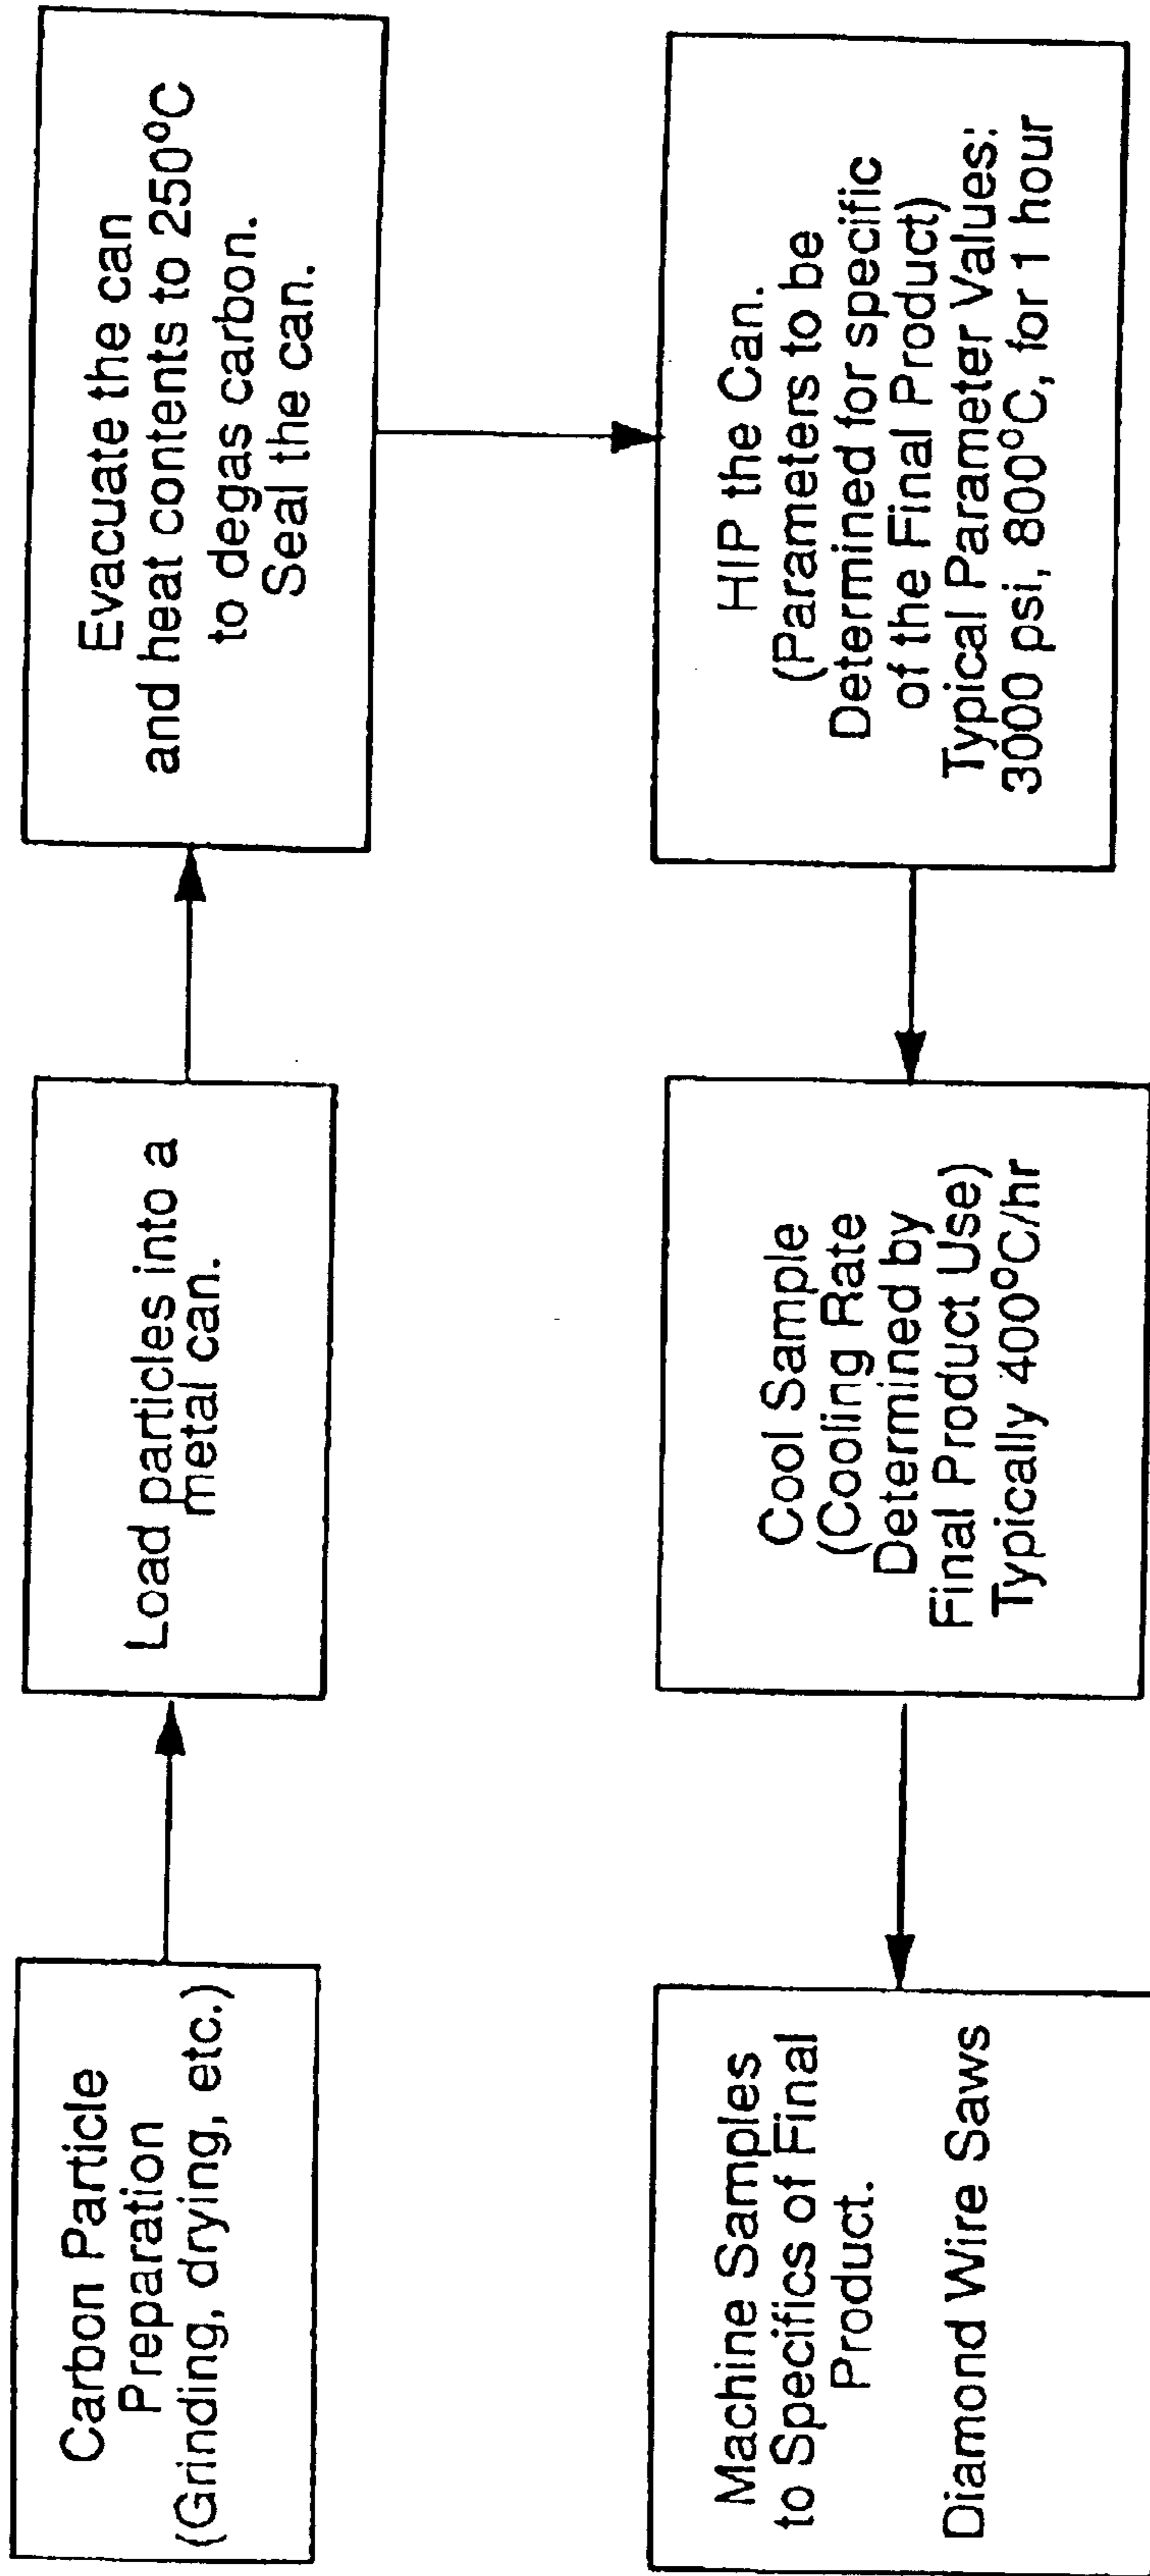 Carbon Particle
Preparation
(Grinding, drying, etc.)
Load particles into a
metal can.
Evacuate the can
and heat contents to 250°C
to degas carbon.
Seal the can.
HIP the Can.
(Parameters to be
Determined for specific
of the Final Product)
Typical Parameter Values:
3000 psi, 800°C, for 1 hour
Cool Sample
(Cooling Rate
Determined by
Final Product Use)
Typically 400°C/hr
Machine Samples
to Specifics of Final
Product.
Diamond Wire Saws